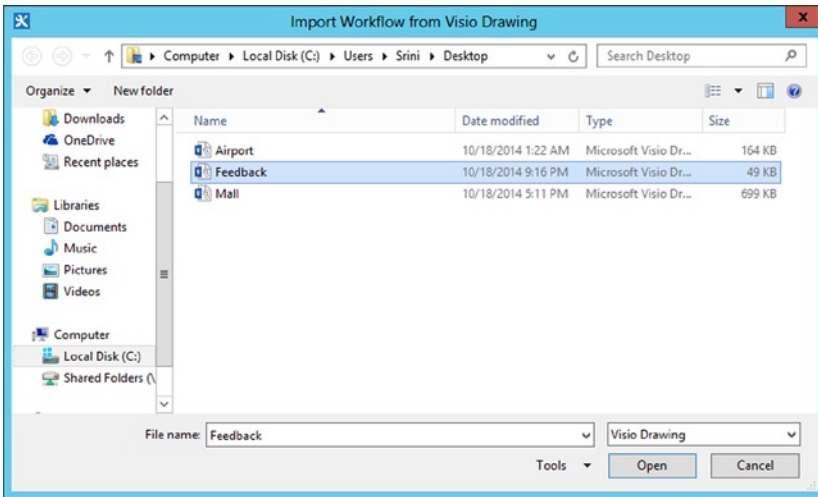 Import Workflow from Visio Drawing
Computer Local Disk (C:) Users Srini Desktop Search Desktop
Organize New folder
Downloads
OneDrive
Recent places
Libraries
Documents
Music
Pictures
Videos
Computer
Local Disk (C:)
Shared Folders (\
Name Date modified Type Size
Airport 10/18/2014 1:22 AM Microsoft Visio Dr... 164 KB
Feedback 10/18/2014 9:16 PM Microsoft Visio Dr... 49 KB
Mall 10/18/2014 5:11 PM Microsoft Visio Dr... 699 KB
File name: Feedback Visio Drawing
Tools Open Cancel